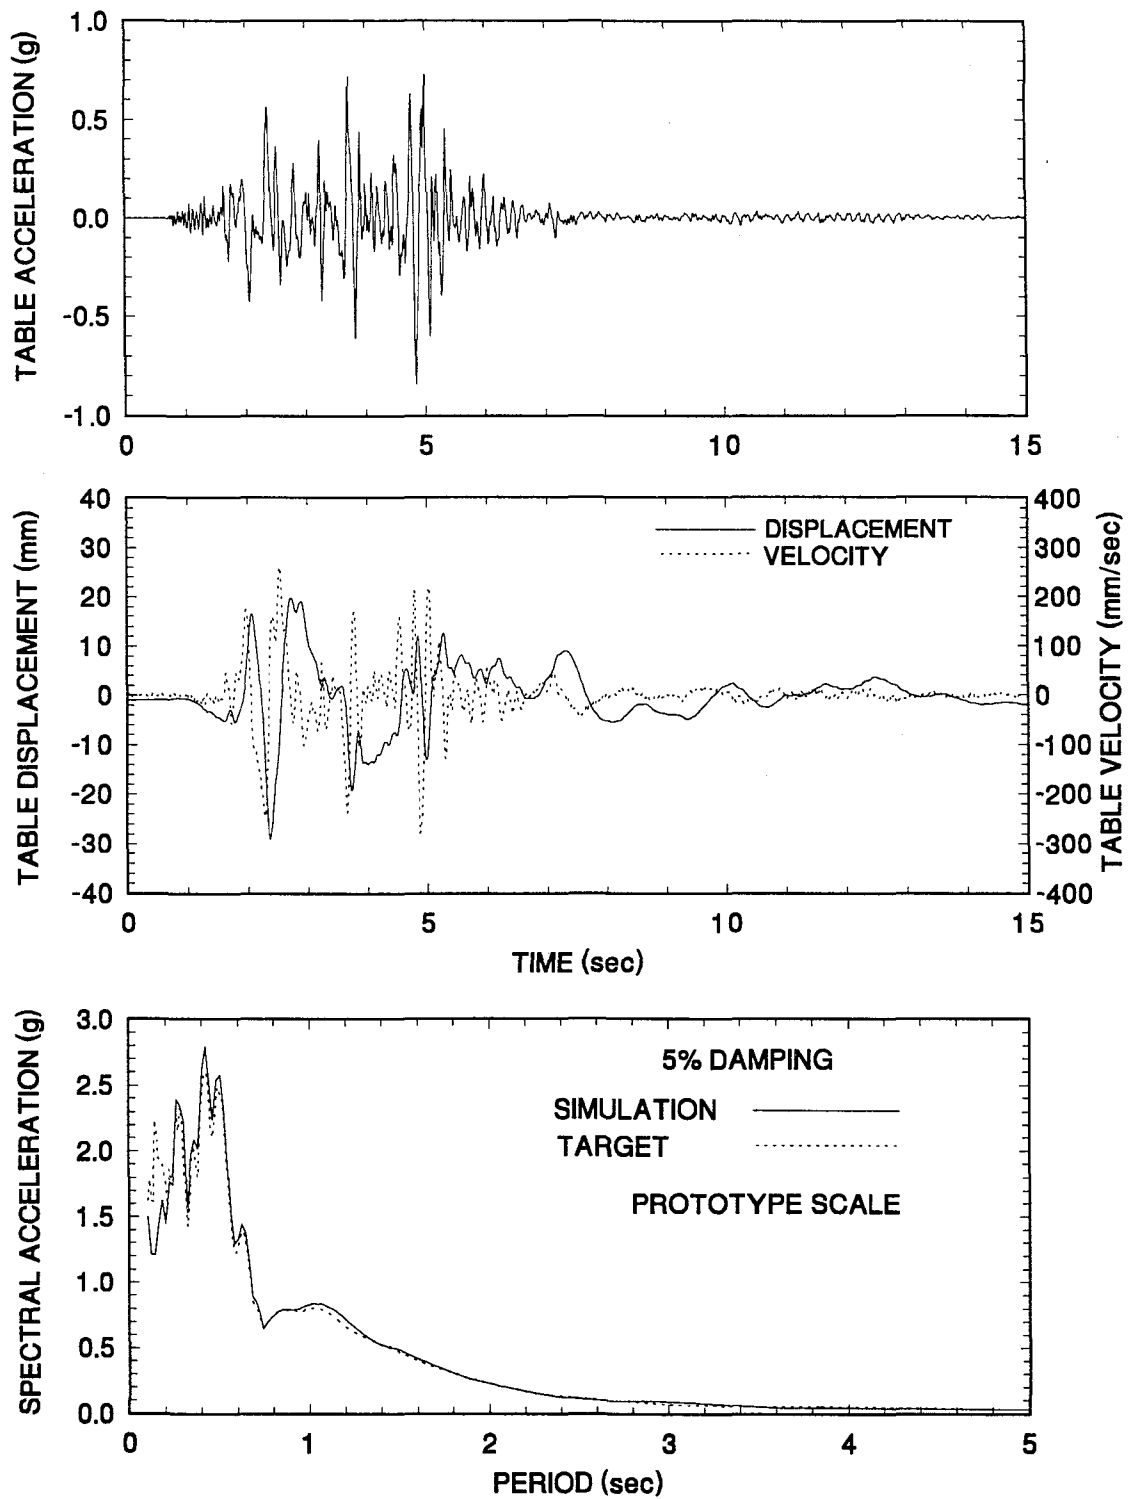 TABLE ACCELERATION (g)
1.0
0.5
0.0
-0.5
-1.0
0 5 10 15
TABLE DISPLACEMENT (mm)
40
30
20
10
0
-10
-20
-30
-40
DISPLACEMENT
VELOCITY
400
300
200
100
0
-100
-200
-300
-400
TABLE VELOCITY (mm/sec)
0 5 10 15
TIME (sec)
SPECTRAL ACCELERATION (g)
3.0
2.5
2.0
1.5
1.0
0.5
0.0
5% DAMPING
SIMULATION
TARGET
PROTOTYPE SCALE
0 1 2 3 4 5
PERIOD (sec)